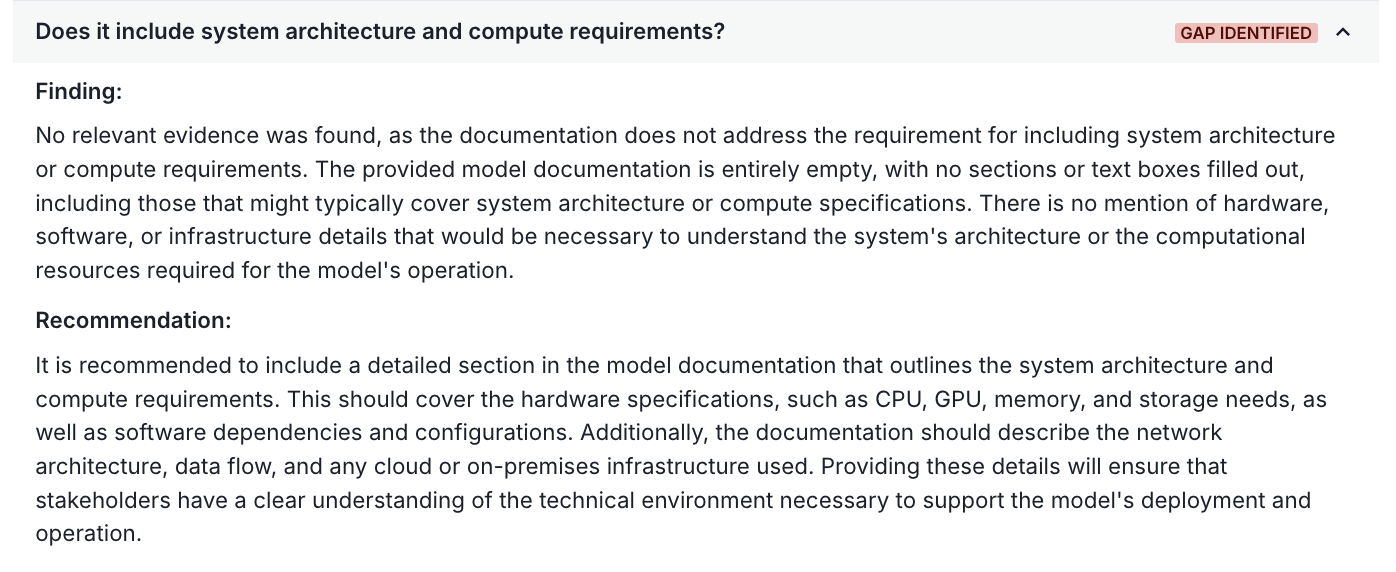 Does it include system architecture and compute requirements?
GAP IDENTIFIED
Finding:
No relevant evidence was found, as the documentation does not address the requirement for including system architecture
or compute requirements. The provided model documentation is entirely empty, with no sections or text boxes filled out,
including those that might typically cover system architecture or compute specifications. There is no mention of hardware,
software, or infrastructure details that would be necessary to understand the system's architecture or the computational
resources required for the model's operation.
Recommendation:
It is recommended to include a detailed section in the model documentation that outlines the system architecture and
compute requirements. This should cover the hardware specifications, such as CPU, GPU, memory, and storage needs, as
well as software dependencies and configurations. Additionally, the documentation should describe the network
architecture, data flow, and any cloud or on-premises infrastructure used. Providing these details will ensure that
stakeholders have a clear understanding of the technical environment necessary to support the model's deployment and
operation.